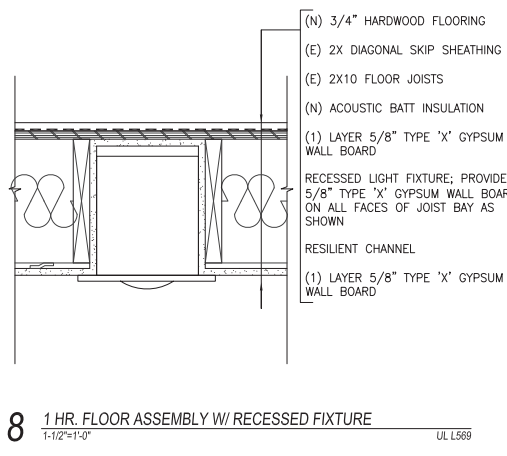 (N) 3/4" HARDWOOD FLOORING
(E) 2X DIAGONAL SKIP SHEATHING
(E) 2X10 FLOOR JOISTS
(N) ACOUSTIC BATT INSULATION
(1) LAYER 5/8" TYPE 'X' GYPSUM
WALL BOARD
RECESSED LIGHT FIXTURE; PROVIDE
5/8" TYPE 'X' GYPSUM WALL BOAR
ON ALL FACES OF JOIST BAY AS
SHOWN
RESILIENT CHANNEL
(1) LAYER 5/8" TYPE 'X' GYPSUM
WALL BOARD
8 1 HR. FLOOR ASSEMBLY W/ RECESSED FIXTURE
1-1/2"=1'-0" UL L569